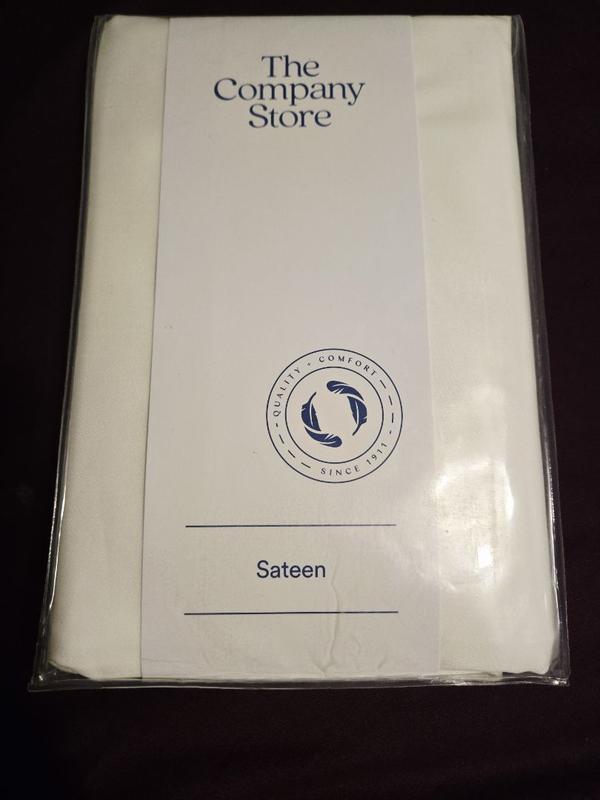 The
Company
Store
QUALITY + COMFORT
SINCE 1911
Sateen